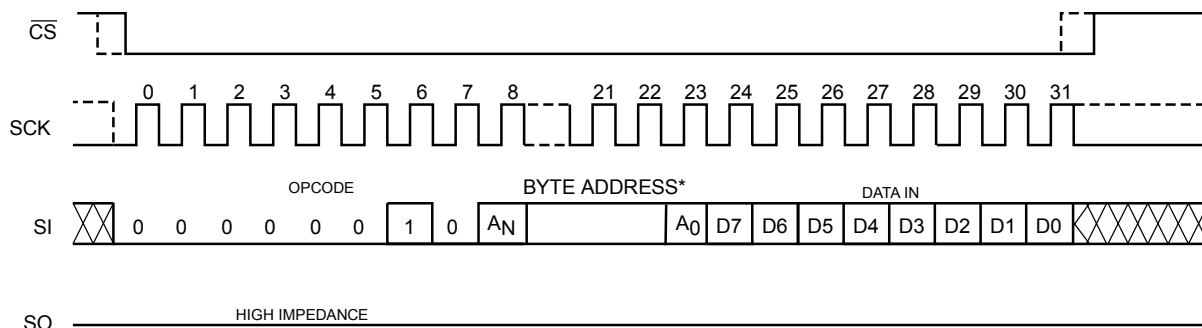 CS
0 1 2 3 4 5 6 7 8 21 22 23 24 25 26 27 28 29 30 31
SCK
OPCODE BYTE ADDRESS* DATA IN
SI 0 0 0 0 0 0 1 0 AN A0 D7 D6 D5 D4 D3 D2 D1 D0
HIGH IMPEDANCE
SO